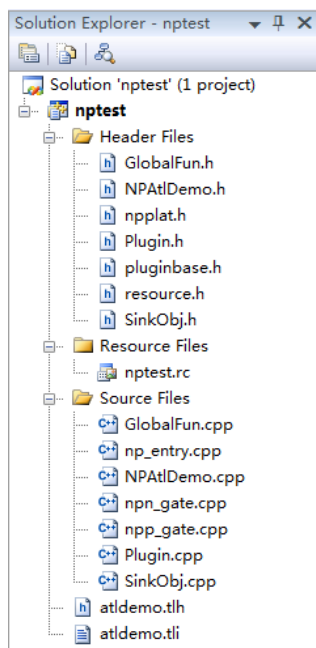 Solution Explorer - nptest
Solution 'nptest' (1 project)
nptest
Header Files
GlobalFun.h
NPAtlDemo.h
npplat.h
Plugin.h
pluginbase.h
resource.h
SinkObj.h
Resource Files
nptest.rc
Source Files
GlobalFun.cpp
np_entry.cpp
NPAtlDemo.cpp
npn_gate.cpp
npp_gate.cpp
Plugin.cpp
SinkObj.cpp
atldemo.tlh
atldemo.tli